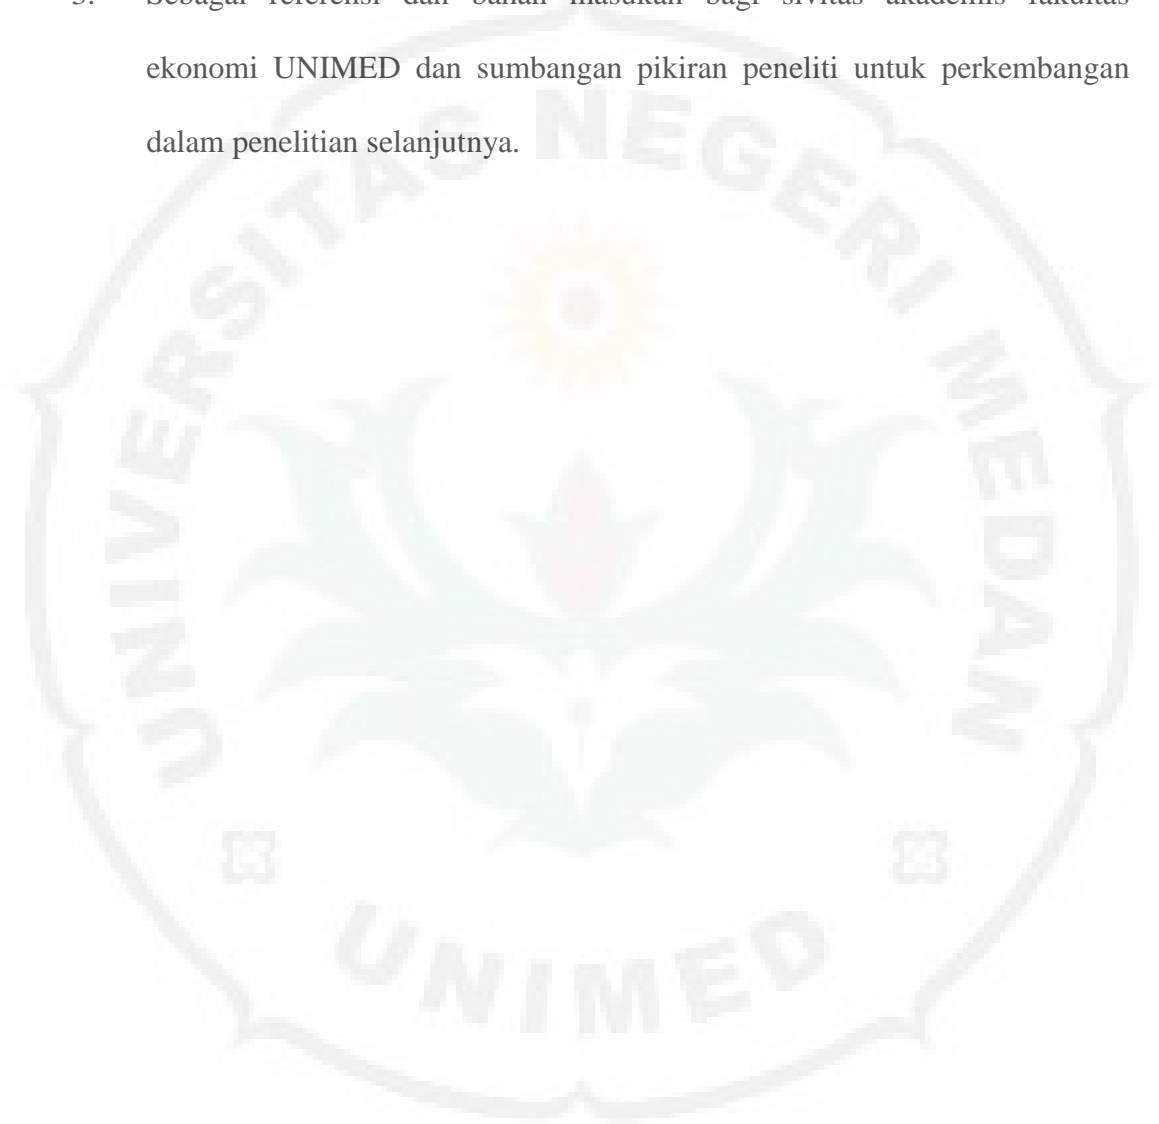 3. Sebagai referensi dan bahan masukan bagi sivitas akademis fakultas
ekonomi UNIMED dan sumbangan pikiran peneliti untuk perkembangan
dalam penelitian selanjutnya.
UNIVERSITAS NEGERI MEDAN
UNIMED